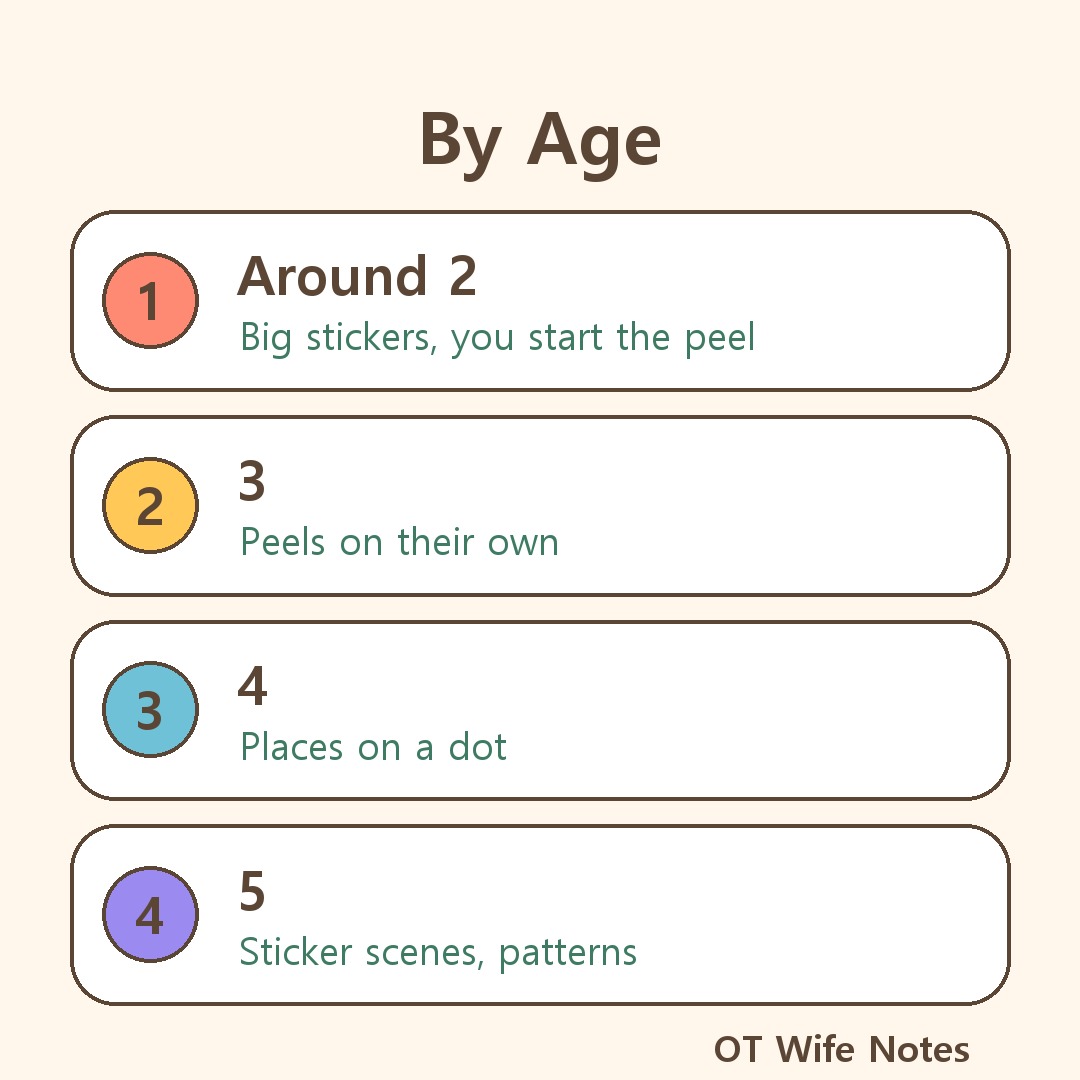 By Age
1
Around 2
Big stickers, you start the peel
2
3
Peels on their own
3
4
Places on a dot
4
5
Sticker scenes, patterns
OT Wife Notes